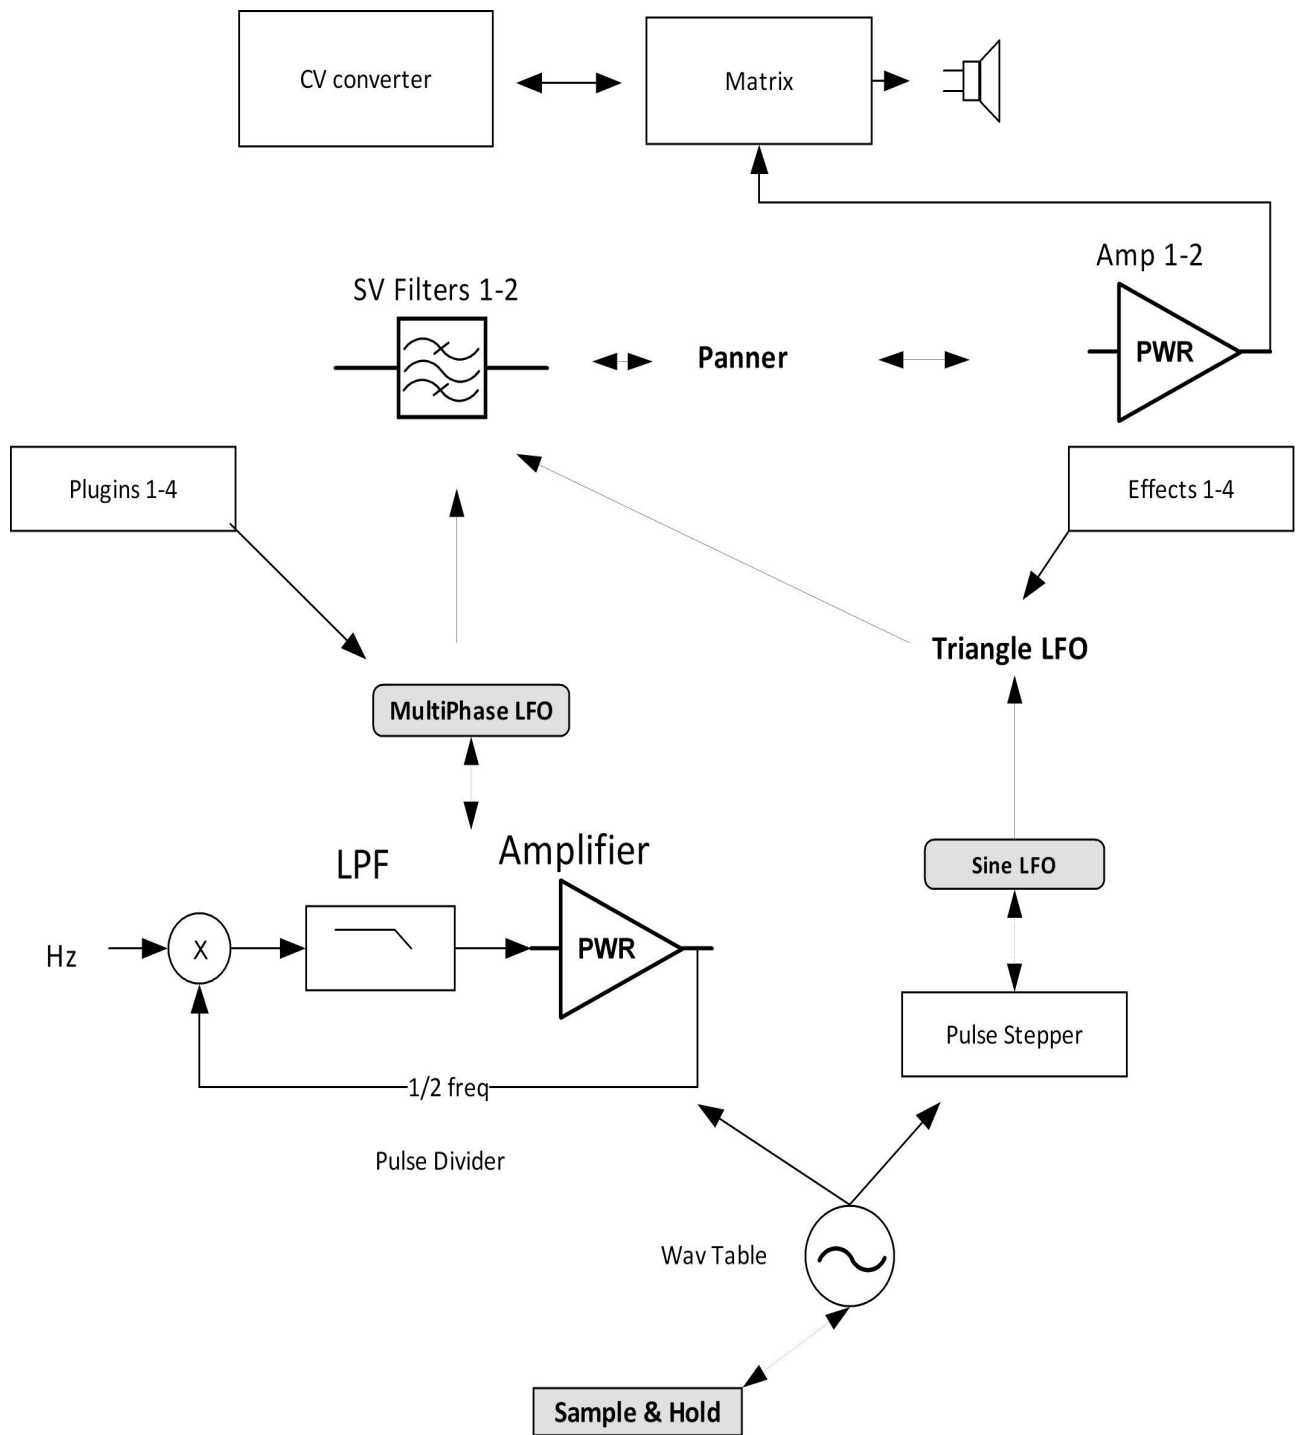 CV converter
Matrix
Amp 1-2
SV Filters 1-2
Panner
PWR
Plugins 1-4
Effects 1-4
Triangle LFO
MultiPhase LFO
Amplifier
LPF
Sine LFO
Hz
X
PWR
Pulse Stepper
1/2 freq
Pulse Divider
Wav Table
Sample & Hold